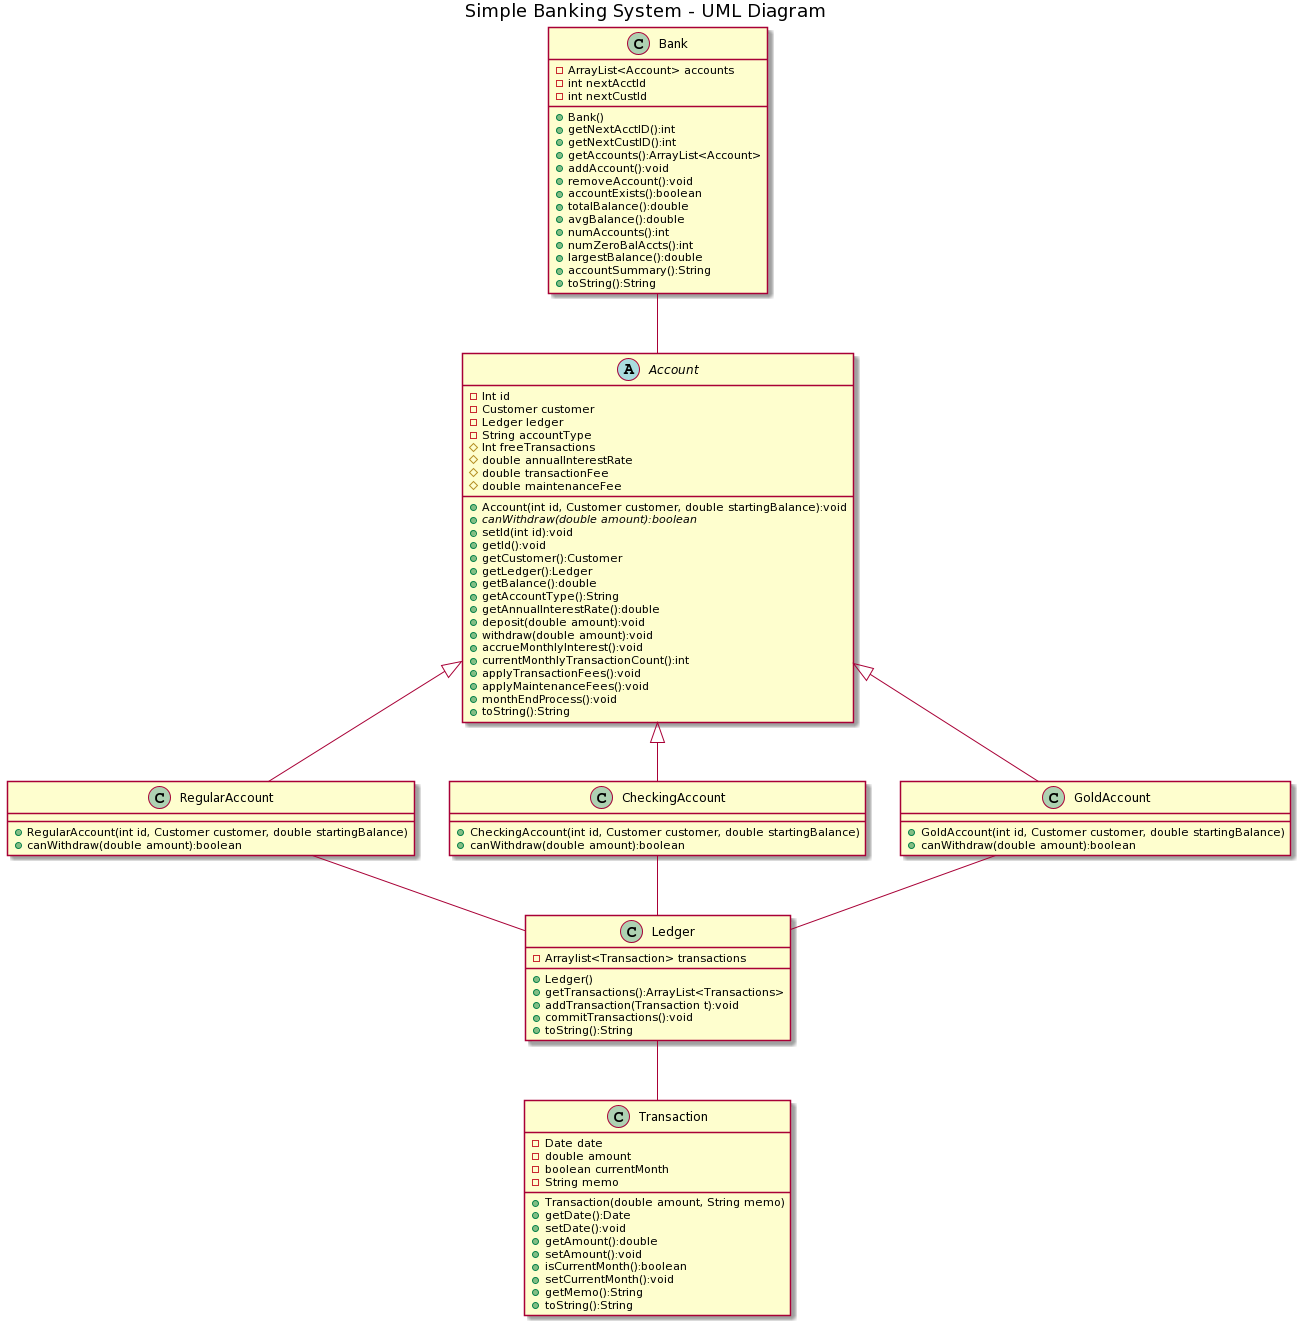 Simple Banking System - UML Diagram
C Bank
ArrayList<Account> accounts
int nextAcctId
int nextCustId
Bank()
getNextAcctID():int
getNextCustID():int
getAccounts():ArrayList<Account>
addAccount():void
removeAccount():void
accountExists():boolean
totalBalance():double
avgBalance():double
numAccounts():int
numZeroBalAccts():int
largestBalance():double
accountSummary():String
toString():String
A Account
Int id
Customer customer
Ledger ledger
String accountType
Int freeTransactions
double annualInterestRate
double transactionFee
double maintenanceFee
Account(int id, Customer customer, double startingBalance):void
canWithdraw(double amount):boolean
setId(int id):void
getId():void
getCustomer():Customer
getLedger():Ledger
getBalance():double
getAccountType():String
getAnnualInterestRate():double
deposit(double amount):void
withdraw(double amount):void
accrueMonthlyInterest():void
currentMonthlyTransactionCount():int
applyTransactionFees():void
applyMaintenanceFees():void
monthEndProcess():void
toString():String
C RegularAccount
RegularAccount(int id, Customer customer, double startingBalance)
canWithdraw(double amount):boolean
C CheckingAccount
CheckingAccount(int id, Customer customer, double startingBalance)
canWithdraw(double amount):boolean
C GoldAccount
GoldAccount(int id, Customer customer, double startingBalance)
canWithdraw(double amount):boolean
C Ledger
Arraylist<Transaction> transactions
Ledger()
getTransactions():ArrayList<Transactions>
addTransaction(Transaction t):void
commitTransactions():void
toString():String
C Transaction
Date date
double amount
boolean currentMonth
String memo
Transaction(double amount, String memo)
getDate():Date
setDate():void
getAmount():double
setAmount():void
isCurrentMonth():boolean
setCurrentMonth():void
getMemo():String
toString():String